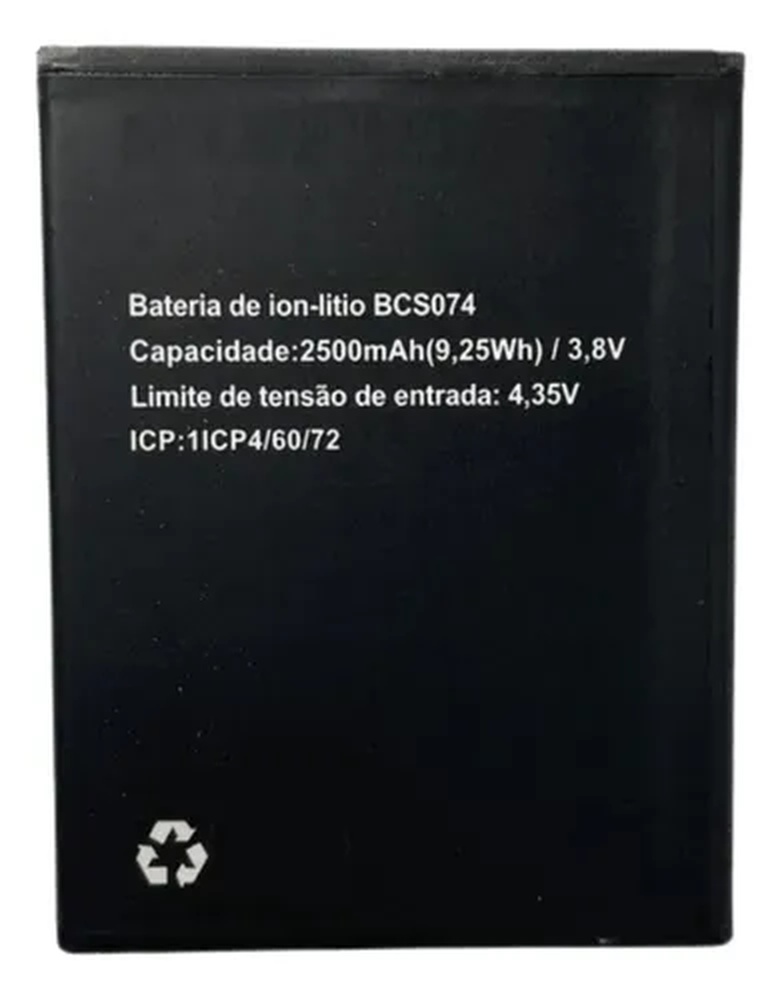 Bateria de ion-litio BCS074
Capacidade:2500mAh(9,25Wh) / 3,8V
Limite de tensão de entrada: 4,35V
ICP:1ICP4/60/72